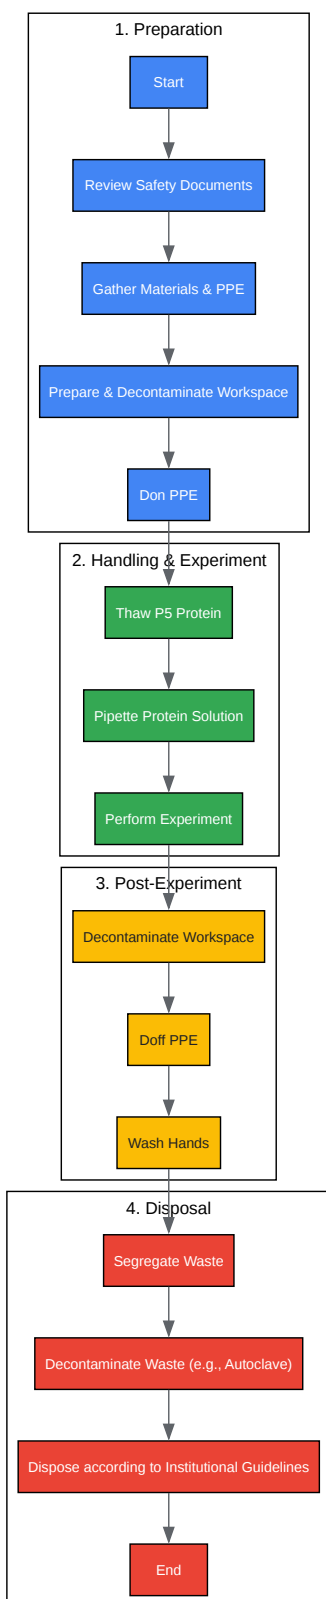 1. Preparation
Start
Review Safety Documents
Gather Materials & PPE
Prepare & Decontaminate Workspace
Don PPE
2. Handling & Experiment
Thaw P5 Protein
Pipette Protein Solution
Perform Experiment
3. Post-Experiment
Decontaminate Workspace
Doff PPE
Wash Hands
4. Disposal
Segregate Waste
Decontaminate Waste (e.g., Autoclave)
Dispose according to Institutional Guidelines
End